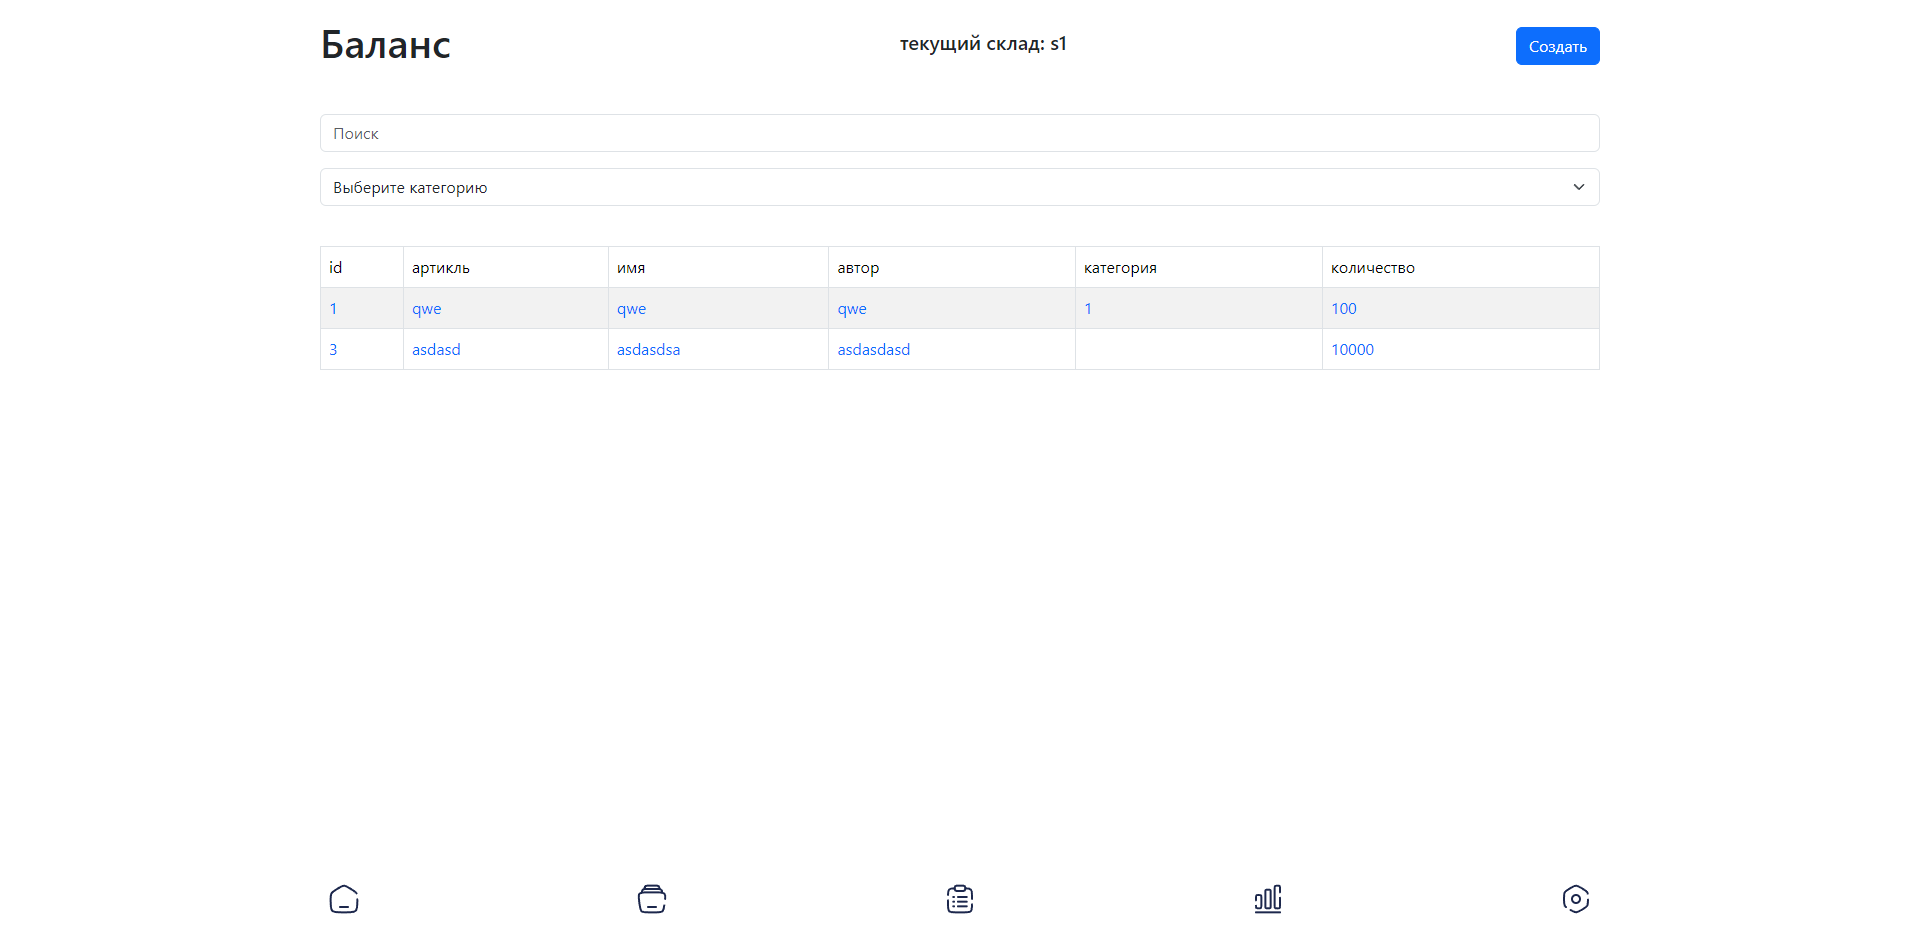 Баланс
текущий склад: s1
Создать
Поиск
Выберите категорию
id артикль имя автор категория количество
1 qwe qwe qwe 1 100
3 asdasd asdasdsa asdasdasd 10000